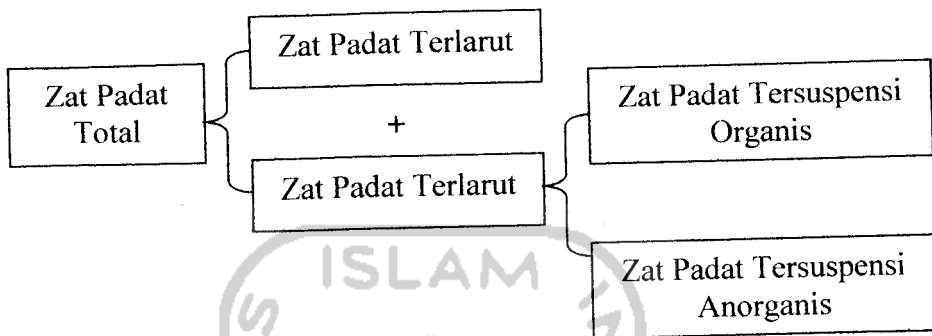 Zat Padat
Total
Zat Padat Terlarut
+
Zat Padat Terlarut
Zat Padat Tersuspensi
Organis
Zat Padat Tersuspensi
Anorganis
ISLAM